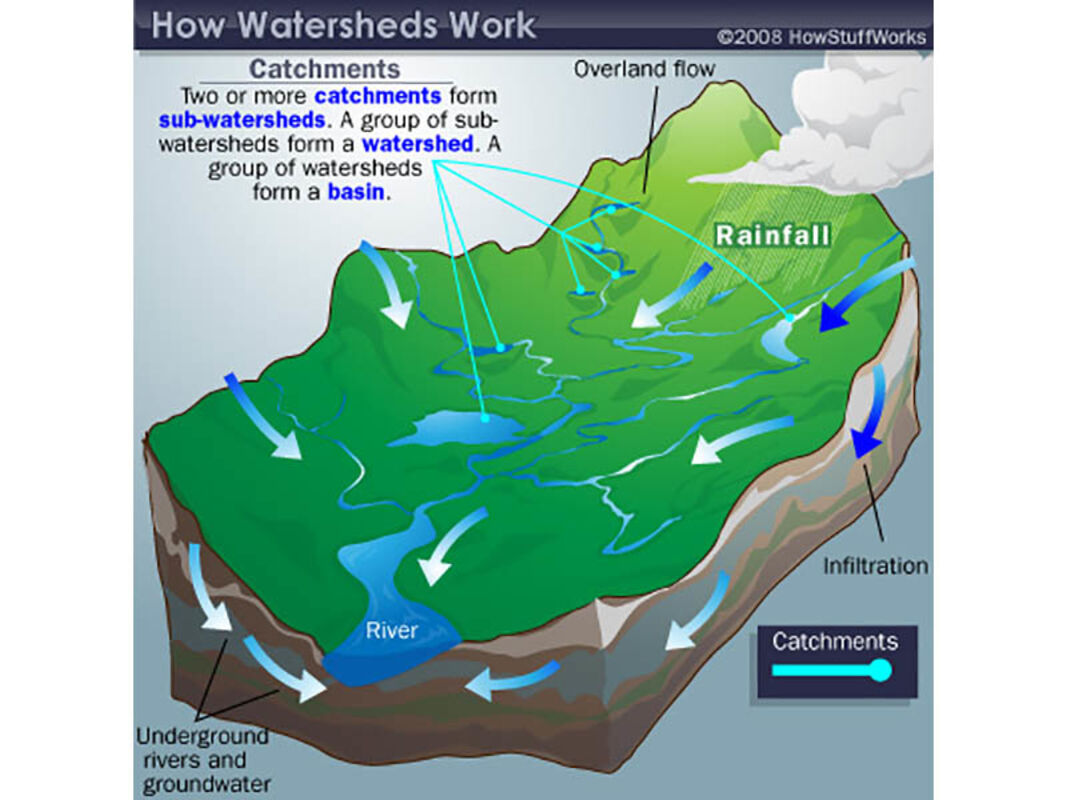 How Watersheds Work
©2008 HowStuffWorks
Catchments
Two or more catchments form
sub-watersheds. A group of sub-
watersheds form a watershed. A
group of watersheds
form a basin.
Overland flow
Rainfall
Infiltration
River
Catchments
Underground
rivers and
groundwater